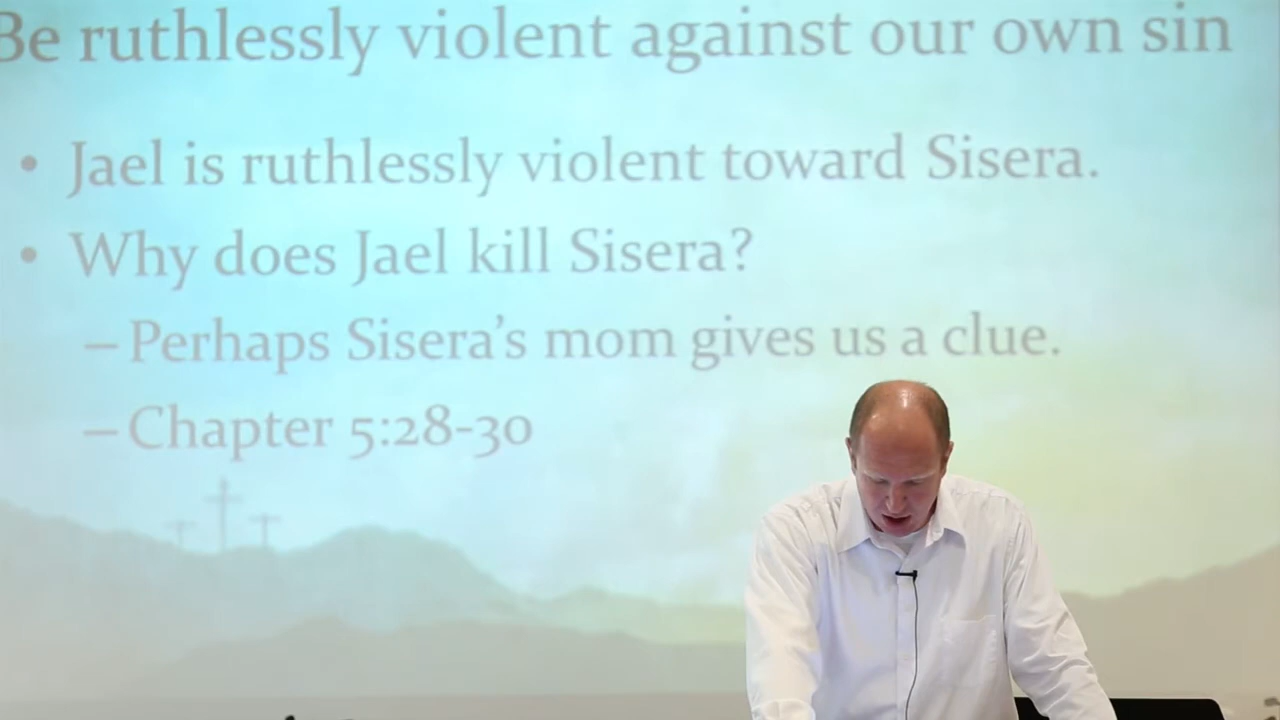 Be ruthlessly violent against our own sin
• Jael is ruthlessly violent toward Sisera.
• Why does Jael kill Sisera?
– Perhaps Sisera’s mom gives us a clue.
– Chapter 5:28-30